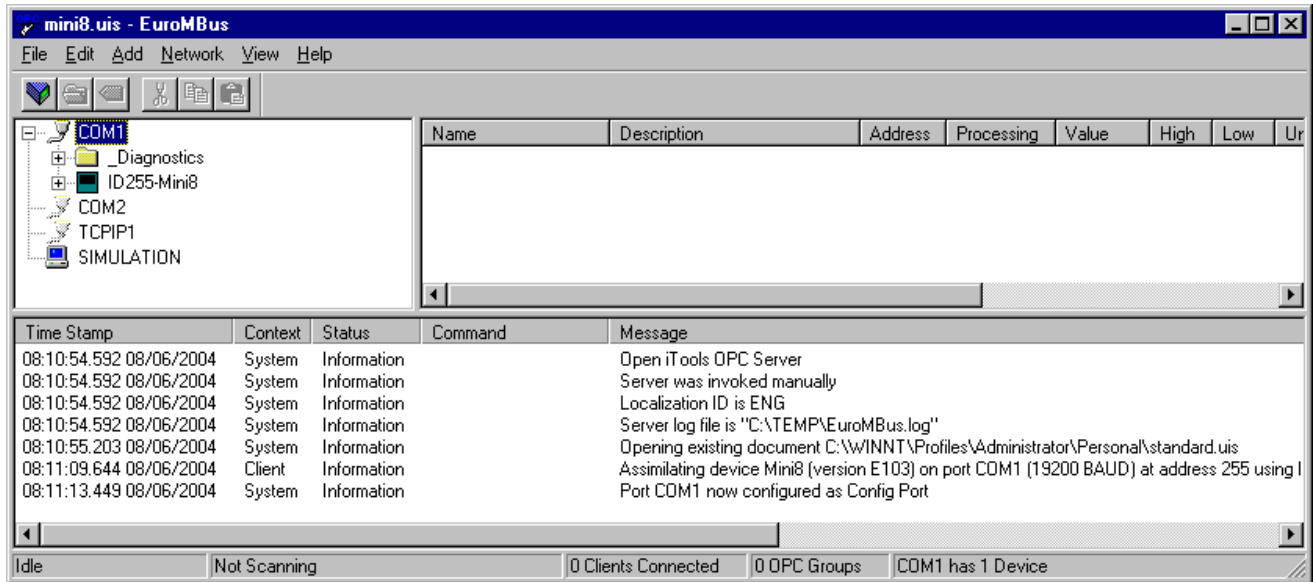 mini8.uis - EuroMBus
File Edit Add Network View Help
COM1
_Diagnostics
ID255-Mini8
COM2
TCPIP1
SIMULATION
Name Description Address Processing Value High Low Ur
Time Stamp Context Status Command Message
08:10:54.592 08/06/2004 System Information Open iTools OPC Server
08:10:54.592 08/06/2004 System Information Server was invoked manually
08:10:54.592 08/06/2004 System Information Localization ID is ENG
08:10:54.592 08/06/2004 System Information Server log file is "C:\TEMP\EuroMBus.log"
08:10:55.203 08/06/2004 System Information Opening existing document C:\WINNT\Profiles\Administrator\Personal\standard.uis
08:11:09.644 08/06/2004 Client Information Assimilating device Mini8 (version E103) on port COM1 (19200 BAUD) at address 255 using I
08:11:13.449 08/06/2004 System Information Port COM1 now configured as Config Port
Idle Not Scanning 0 Clients Connected 0 OPC Groups COM1 has 1 Device